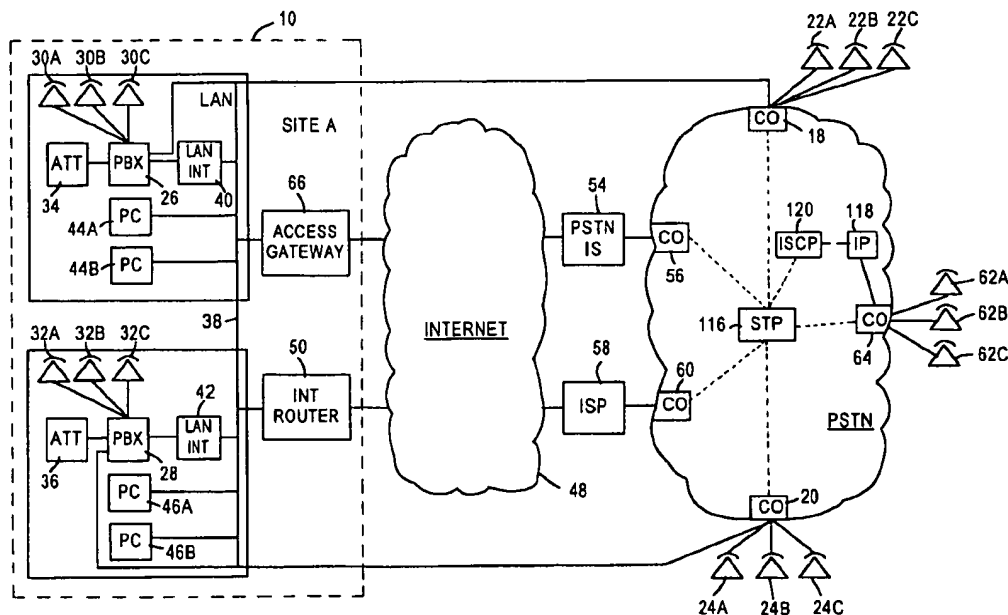 10
22A 22B 22C
30A 30B 30C
LAN
SITE A
CO
18
ATT
PBX
LAN INT
34
26
40
66
54
120
118
PC
44A
ACCESS GATEWAY
PSTN IS
CO
56
ISCP
IP
PC
44B
62A
62B
62C
38
INTERNET
116
STP
CO
64
32A 32B 32C
50
58
60
42
INT ROUTER
ISP
CO
PSTN
ATT
PBX
LAN INT
36
28
48
PC
46A
CO
20
PC
46B
24A 24B 24C